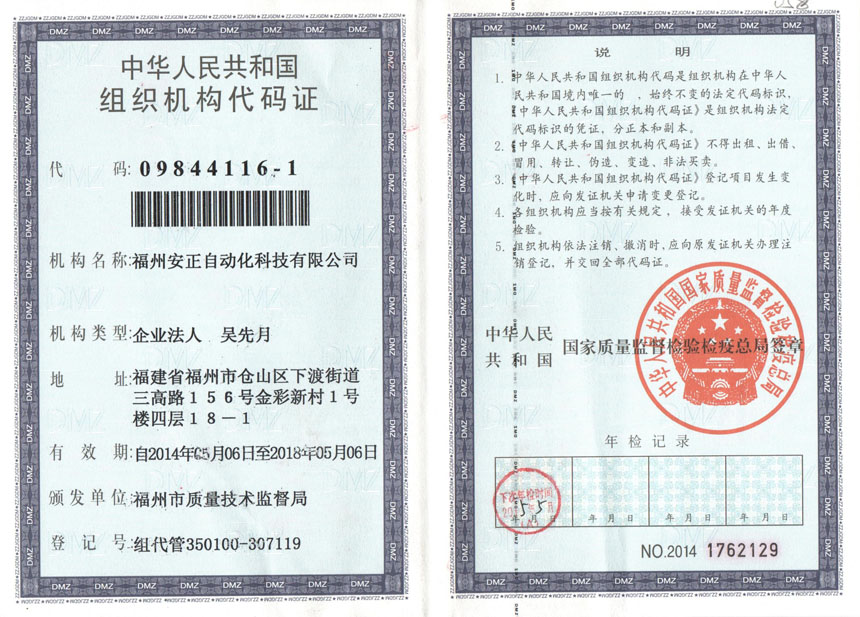 中华人民共和国
组织机构代码证
代 码: 09844116-1
机构名称:福州安正自动化科技有限公司
机构类型:企业法人 吴先月
地 址:福建省福州市仓山区下渡街道
三高路156号金彩新村1号
楼四层18-1
有 效 期:自2014年05月06日至2018年05月06日
颁发单位:福州市质量技术监督局
登 记 号:组代管350100-307119
说 明
1. 中华人民共和国组织机构代码是组织机构在中华人
民共和国境内唯一的、始终不变的法定代码标识,
《中华人民共和国组织机构代码证》是组织机构法定
代码标识的凭证,分正本和副本。
2. 《中华人民共和国组织机构代码证》不得出租、出借、
冒用、转让、伪造、变造、非法买卖。
3. 《中华人民共和国组织机构代码证》登记项目发生变
化时,应向发证机关申请变更登记。
4. 各组织机构应当按有关规定,接受发证机关的年度
检验。
5. 组织机构依法注销、撤消时,应向原发证机关办理注
销登记,并交回全部代码证。
中华人民
共和国 国家质量监督检验检疫总局签章
中华人民共和国国家质量监督检验检疫总局
年检记录
下次年检时间
年 月 日 年 月 日 年 月 日 年 月 日
NO.2014 1762129
DMZ
ZZJGDM